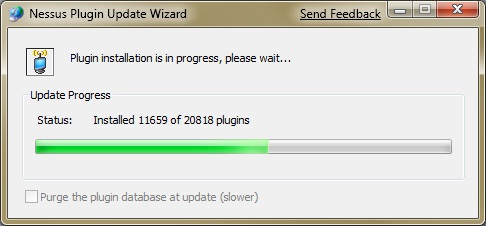 Nessus Plugin Update Wizard Send Feedback
Plugin installation is in progress, please wait...
Update Progress
Status: Installed 11659 of 20818 plugins
Purge the plugin database at update (slower)